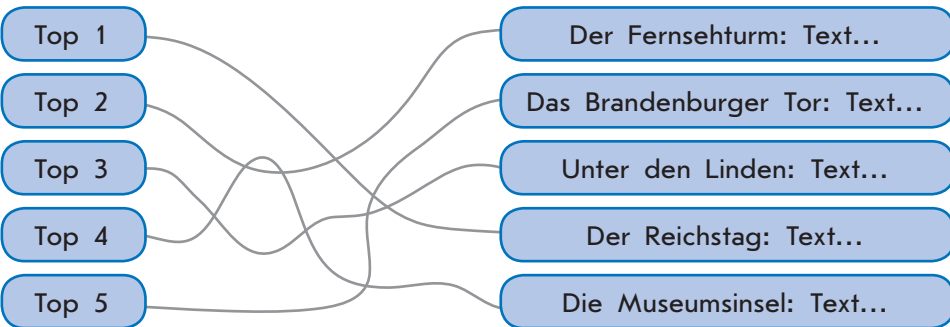 Top 1
Der Fernsehturm: Text...
Top 2
Das Brandenburger Tor: Text...
Top 3
Unter den Linden: Text...
Top 4
Der Reichstag: Text...
Top 5
Die Museumsinsel: Text...